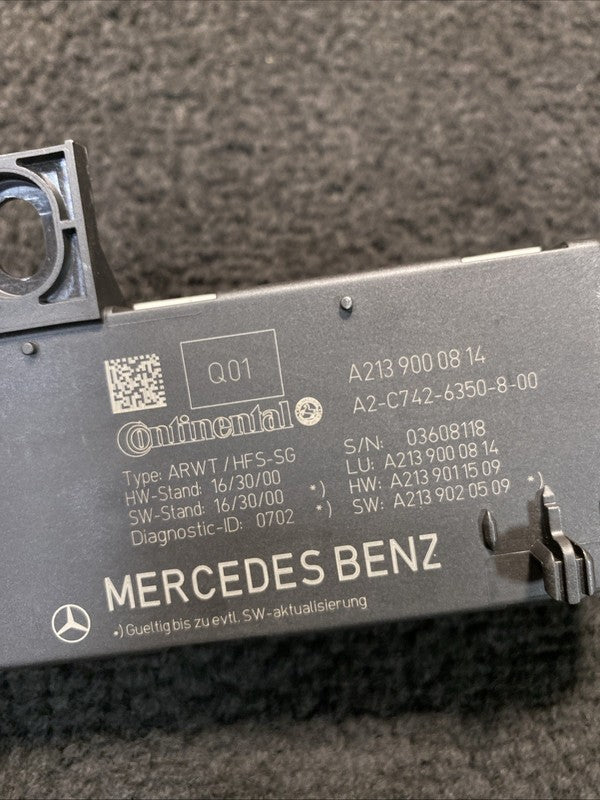 Q01
Continental
Type: ARWT / HFS-SG
HW-Stand: 16/30/00
SW-Stand: 16/30/00 *)
Diagnostic-ID: 0702 *)
A213 900 08 14
A2-C742-6350-8-00
S/N: 03608118
LU: A213 900 08 14
HW: A213 901 15 09
SW: A213 902 05 09 *)
MERCEDES BENZ
*) Gueltig bis zu evtl. SW-aktualisierung